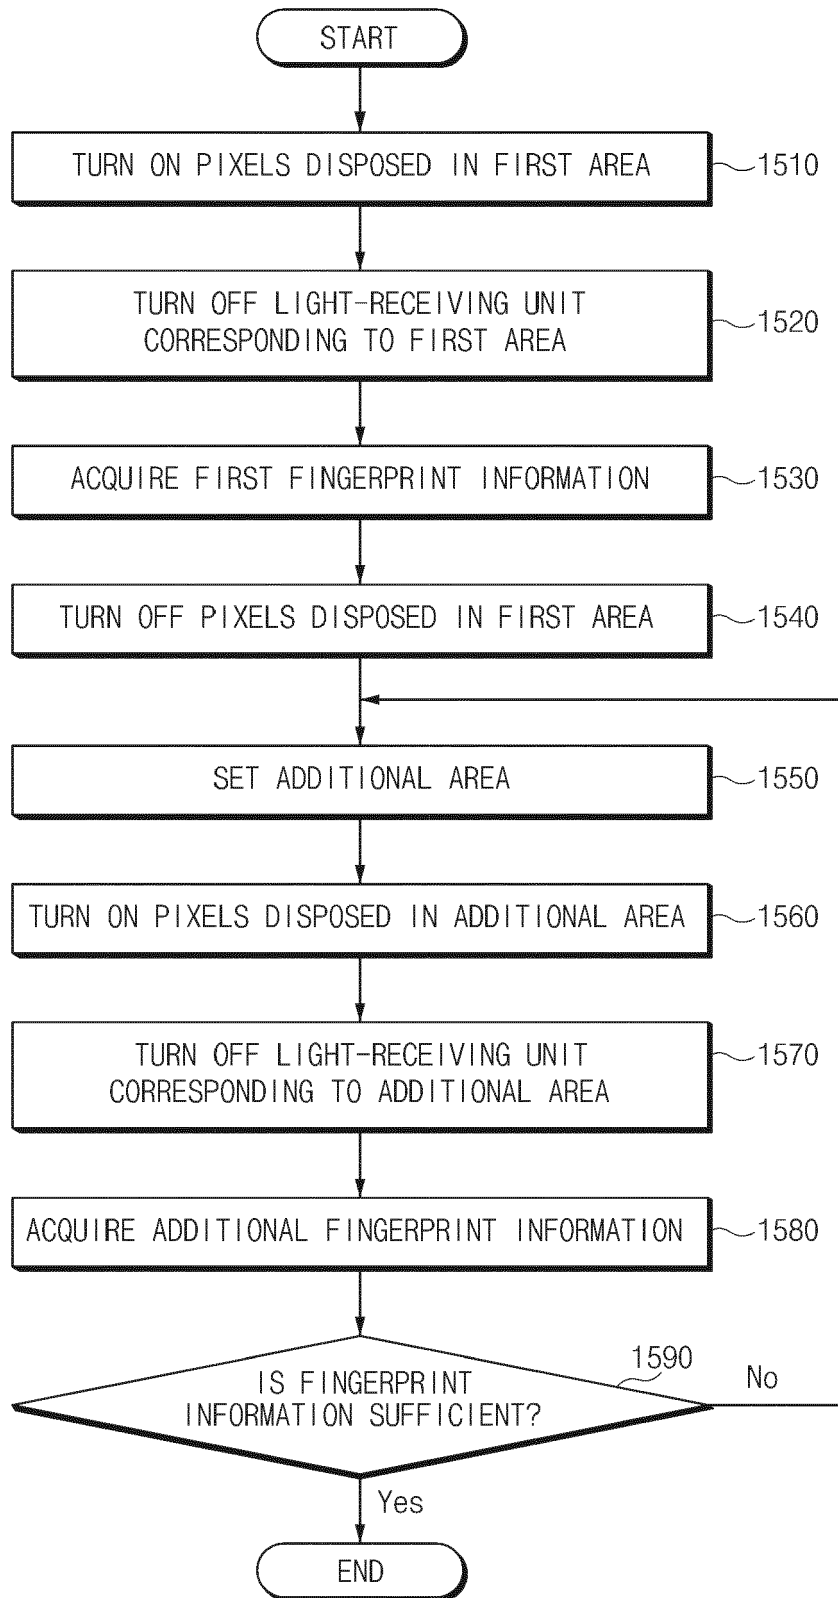 START
TURN ON PIXELS DISPOSED IN FIRST AREA
1510
TURN OFF LIGHT-RECEIVING UNIT
CORRESPONDING TO FIRST AREA
1520
ACQUIRE FIRST FINGERPRINT INFORMATION
1530
TURN OFF PIXELS DISPOSED IN FIRST AREA
1540
SET ADDITIONAL AREA
1550
TURN ON PIXELS DISPOSED IN ADDITIONAL AREA
1560
TURN OFF LIGHT-RECEIVING UNIT
CORRESPONDING TO ADDITIONAL AREA
1570
ACQUIRE ADDITIONAL FINGERPRINT INFORMATION
1580
IS FINGERPRINT
INFORMATION SUFFICIENT?
1590
No
Yes
END